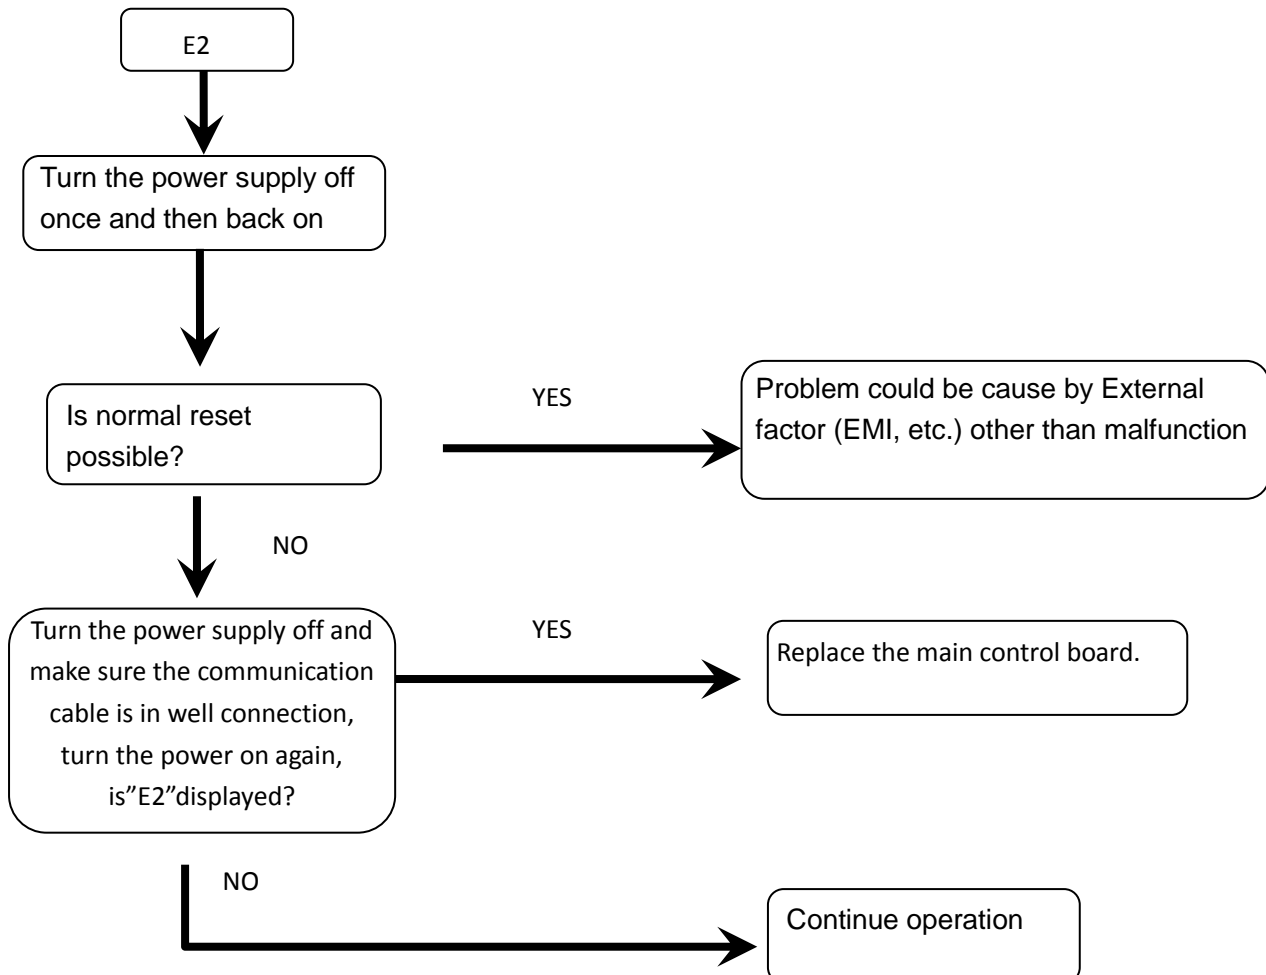 E2
Turn the power supply off
once and then back on
Is normal reset
possible?
YES
Problem could be cause by External
factor (EMI, etc.) other than malfunction
NO
Turn the power supply off and
make sure the communication
cable is in well connection,
turn the power on again,
is”E2”displayed?
YES
Replace the main control board.
NO
Continue operation